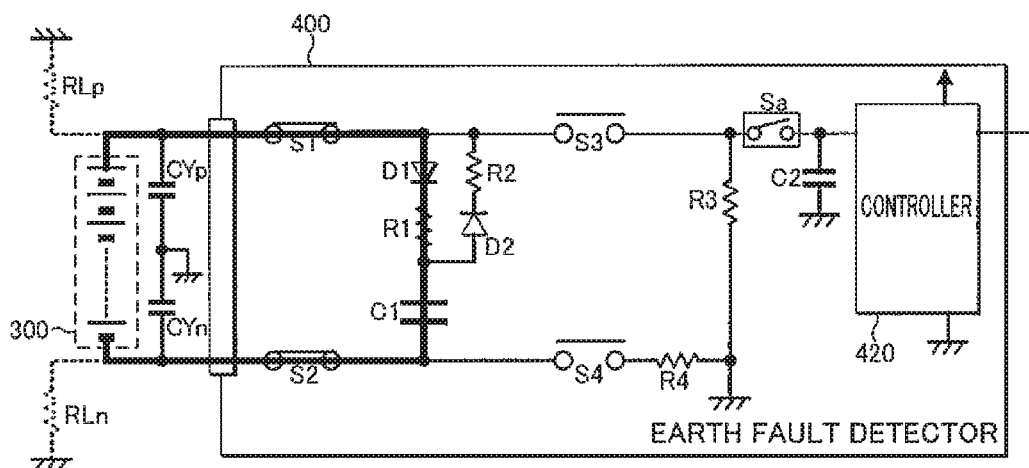 400
RLp
Sa
S1
S3
CYp
D1
R2
C2
R3
CONTROLLER
R1
D2
C1
300
CYn
420
S2
S4
R4
RLn
EARTH FAULT DETECTOR